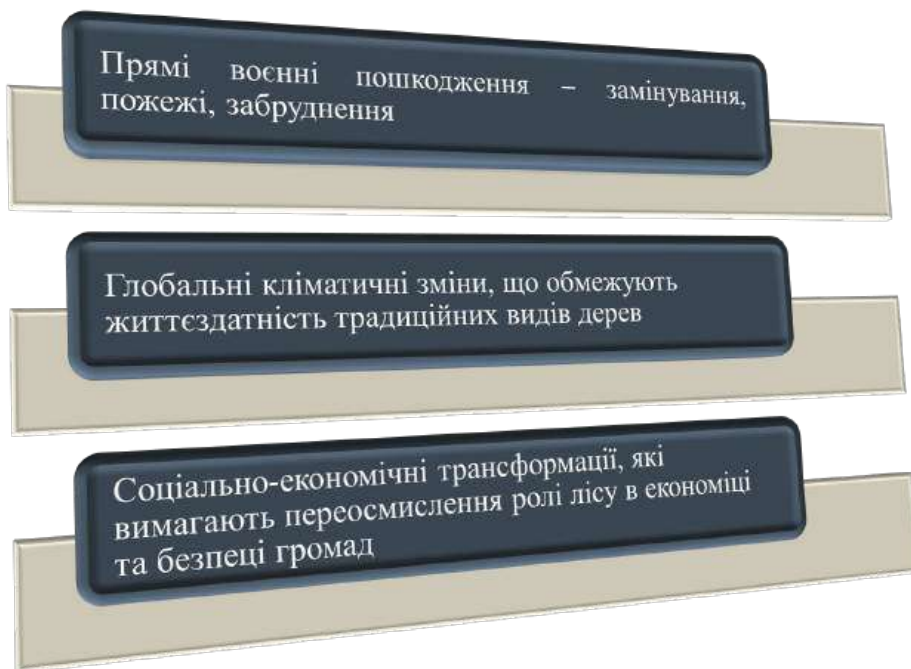 Прямі воєнні пошкодження – замінування,
пожежі, забруднення
Глобальні кліматичні зміни, що обмежують
життєздатність традиційних видів дерев
Соціально-економічні трансформації, які
вимагають переосмислення ролі лісу в економіці
та безпеці громад